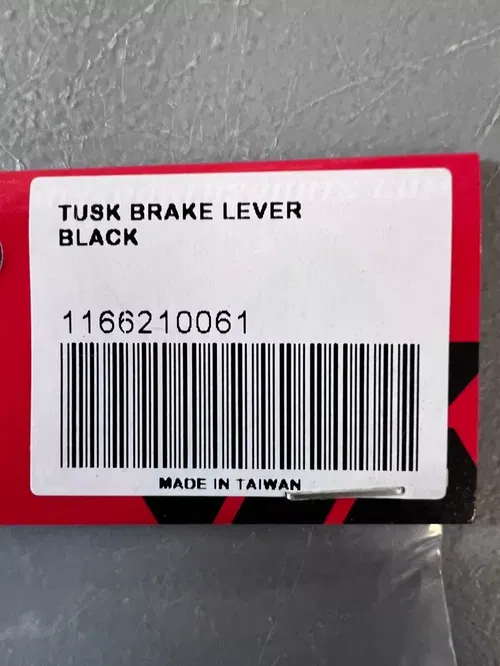 TUSK BRAKE LEVER
BLACK
1166210061
MADE IN TAIWAN